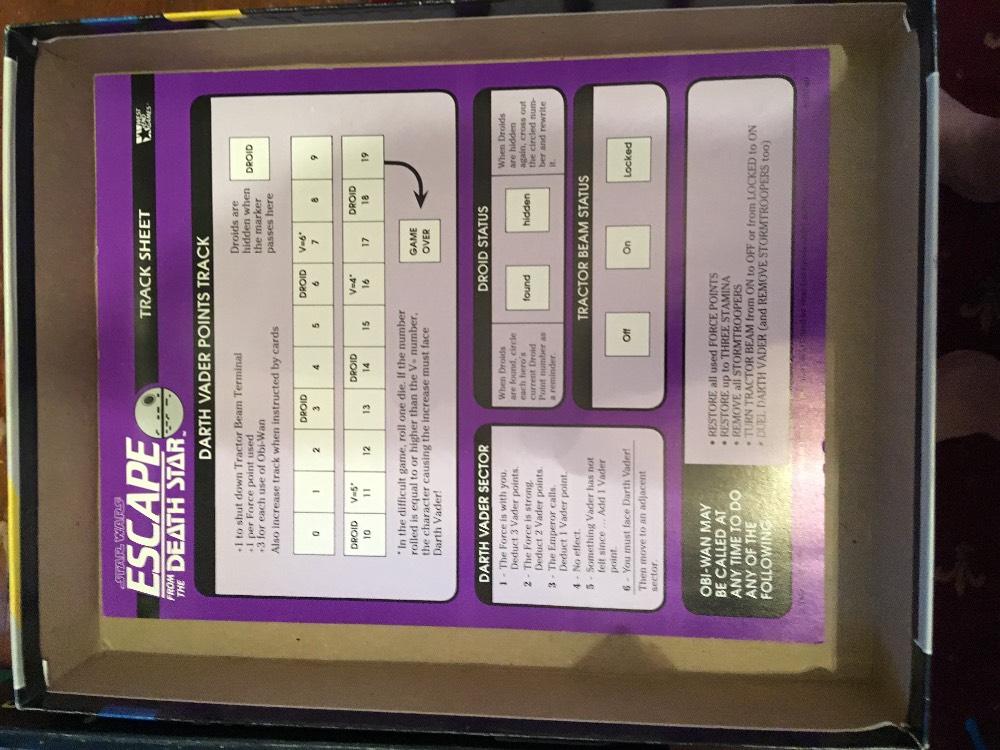 STAR WARS
ESCAPE
FROM THE DEATH STAR™
TRACK SHEET
WEST END GAMES
DARTH VADER POINTS TRACK
+1 to shut down Tractor Beam Terminal
+1 per Force point used
+3 for each use of Obi-Wan
Also increase track when instructed by cards
Droids are
hidden when
the marker
passes here
DROID
0 1 2 DROID 3 4 5 DROID 6 V=6* 7 8 9
DROID 10 V=5* 11 12 13 DROID 14 15 V=4* 16 17 DROID 18 19
GAME
OVER
* In the difficult game, roll one die. If the number
rolled is equal to or higher than the V= number,
the character causing the increase must face
Darth Vader!
DARTH VADER SECTOR
1 - The Force is with you.
Deduct 3 Vader points.
2 - The Force is strong.
Deduct 2 Vader points.
3 - The Emperor calls.
Deduct 1 Vader point.
4 - No effect.
5 - Something Vader has not
felt since ... Add 1 Vader
point.
6 - You must face Darth Vader!
Then move to an adjacent
sector.
DROID STATUS
When Droids
are found, circle
each hero's
current Droid
Point number as
a reminder.
found
hidden
When Droids
are hidden
again, cross out
the circled num-
ber and rewrite
it.
TRACTOR BEAM STATUS
Off
On
Locked
OBI-WAN MAY
BE CALLED AT
ANY TIME TO DO
ANY OF THE
FOLLOWING
• RESTORE all used FORCE POINTS
• RESTORE up to THREE STAMINA
• REMOVE all STORMTROOPERS
• TURN TRACTOR BEAM from ON to OFF or from LOCKED to ON
• DUEL DARTH VADER (and REMOVE STORMTROOPERS too)